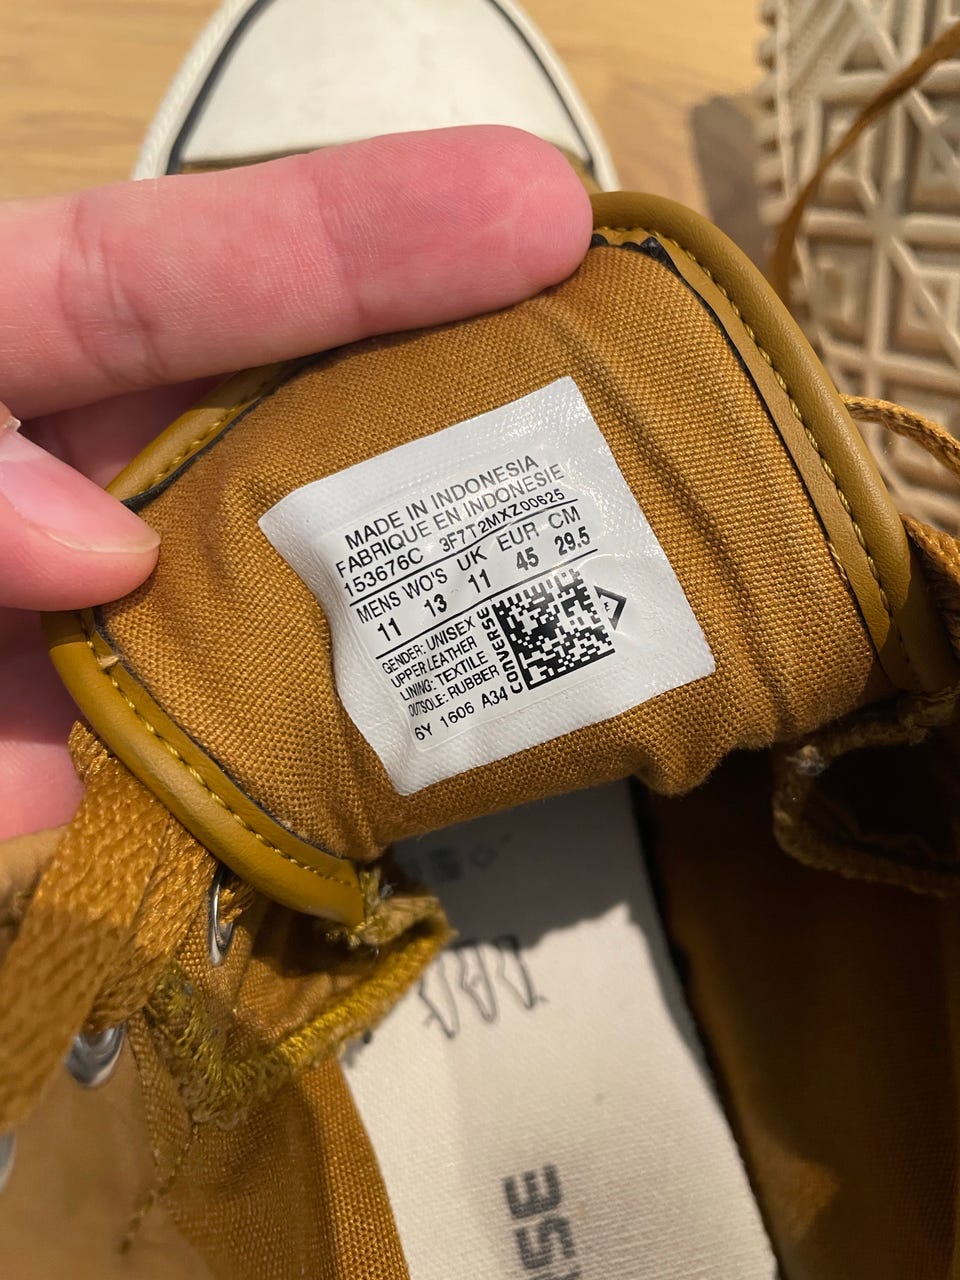 MADE IN INDONESIA
FABRIQUE EN INDONESIE
153676C 3F7T2MXZ00625
MENS WO'S UK EUR CM
11 13 11 45 29.5
GENDER: UNISEX
UPPER:LEATHER
LINING: TEXTILE
OUTSOLE: RUBBER
6Y 1606 A34
CONVERSE